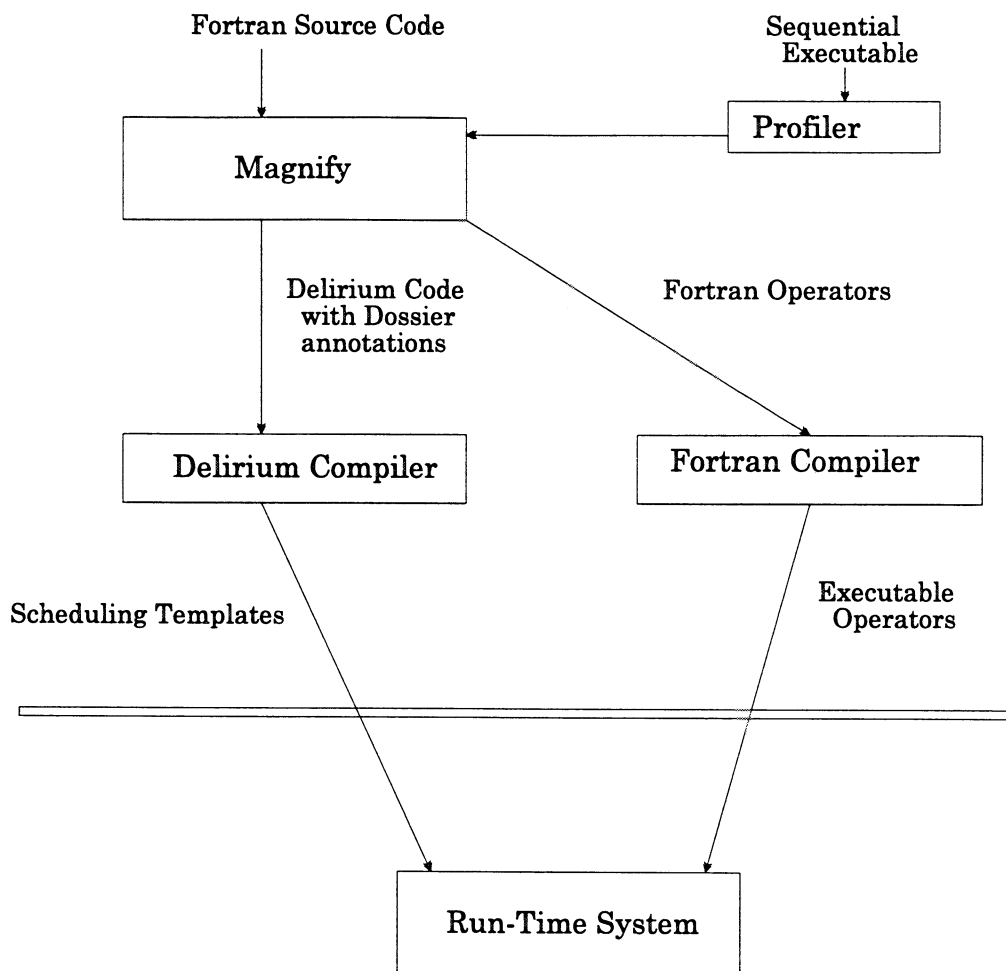 Fortran Source Code
Sequential
Executable
Profiler
Magnify
Delirium Code
with Dossier
annotations
Fortran Operators
Delirium Compiler
Fortran Compiler
Scheduling Templates
Executable
Operators
Run-Time System